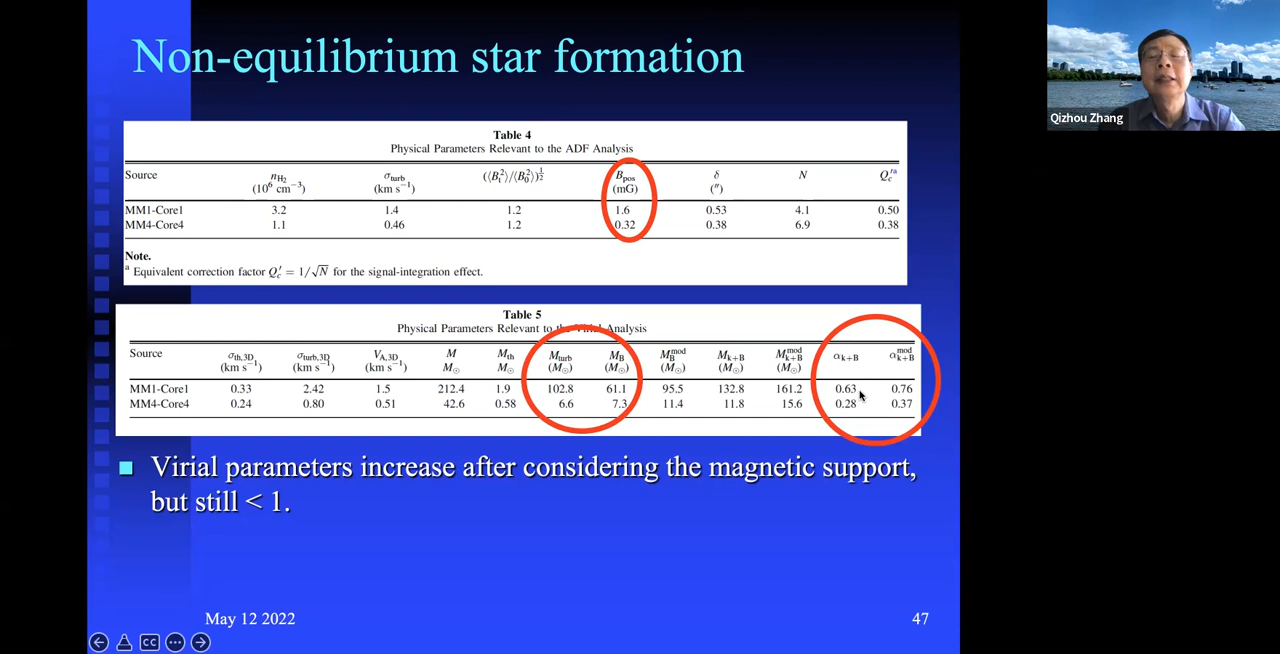 Non-equilibrium star formation
Qizhou Zhang
Table 4
Physical Parameters Relevant to the ADF Analysis
Source n_H2 σ_turb (⟨B_t^2⟩/⟨B_0^2⟩)^1/2 B_pos δ N Q_c′^a
(10^6 cm^−3) (km s^−1) (mG) (″)
MM1-Core1 3.2 1.4 1.2 1.6 0.53 4.1 0.50
MM4-Core4 1.1 0.46 1.2 0.32 0.38 6.9 0.38
Note.
a Equivalent correction factor Q_c′ = 1/√N for the signal-integration effect.
Table 5
Physical Parameters Relevant to the Virial Analysis
Source σ_th,3D σ_turb,3D V_A,3D M M_th M_turb M_B M_B^mod M_k+B M_k+B^mod α_k+B α_k+B^mod
(km s^−1) (km s^−1) (km s^−1) M_⊙ M_⊙ (M_⊙) (M_⊙) (M_⊙) (M_⊙) (M_⊙)
MM1-Core1 0.33 2.42 1.5 212.4 1.9 102.8 61.1 95.5 132.8 161.2 0.63 0.76
MM4-Core4 0.24 0.80 0.51 42.6 0.58 6.6 7.3 11.4 11.8 15.6 0.28 0.37
Virial parameters increase after considering the magnetic support,
but still < 1.
May 12 2022
47
CC